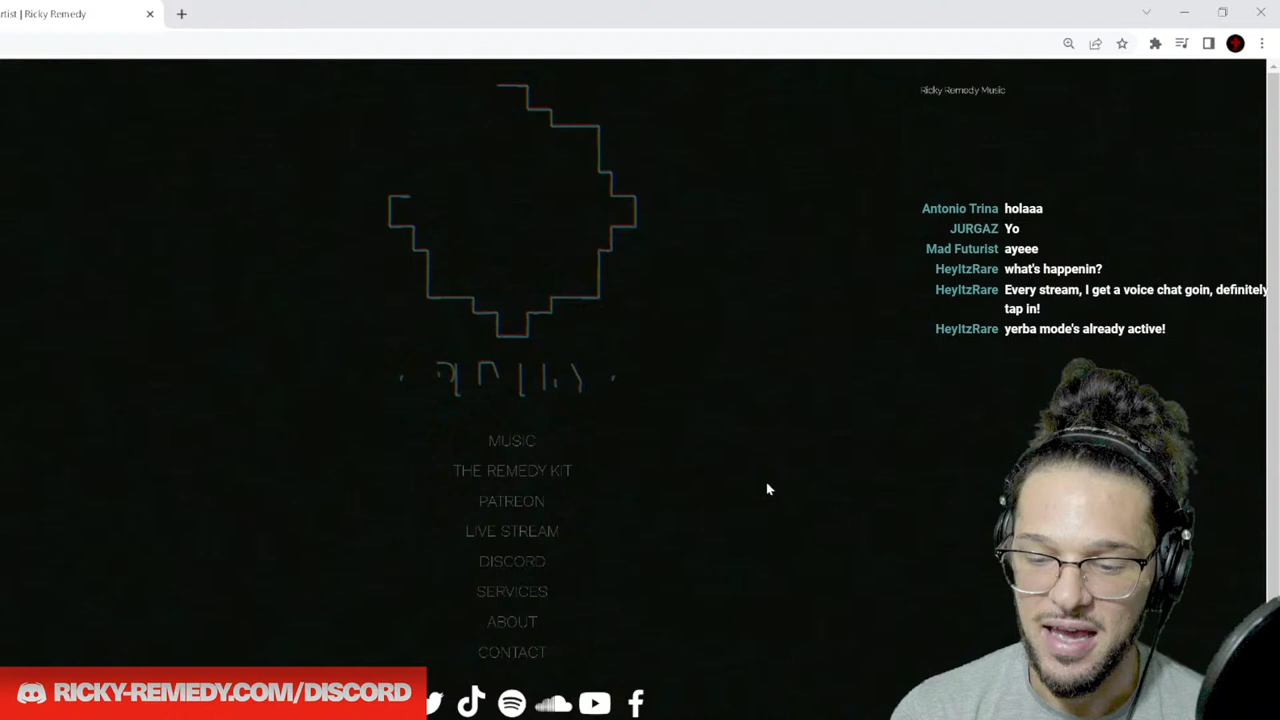 rtist | Ricky Remedy
Ricky Remedy Music
Antonio Trina holaaa
JURGAZ Yo
Mad Futurist ayeee
HeyItzRare what's happenin?
HeyItzRare Every stream, I get a voice chat goin, definitely
tap in!
HeyItzRare yerba mode's already active!
MUSIC
THE REMEDY KIT
PATREON
LIVE STREAM
DISCORD
SERVICES
ABOUT
CONTACT
RICKY-REMEDY.COM/DISCORD